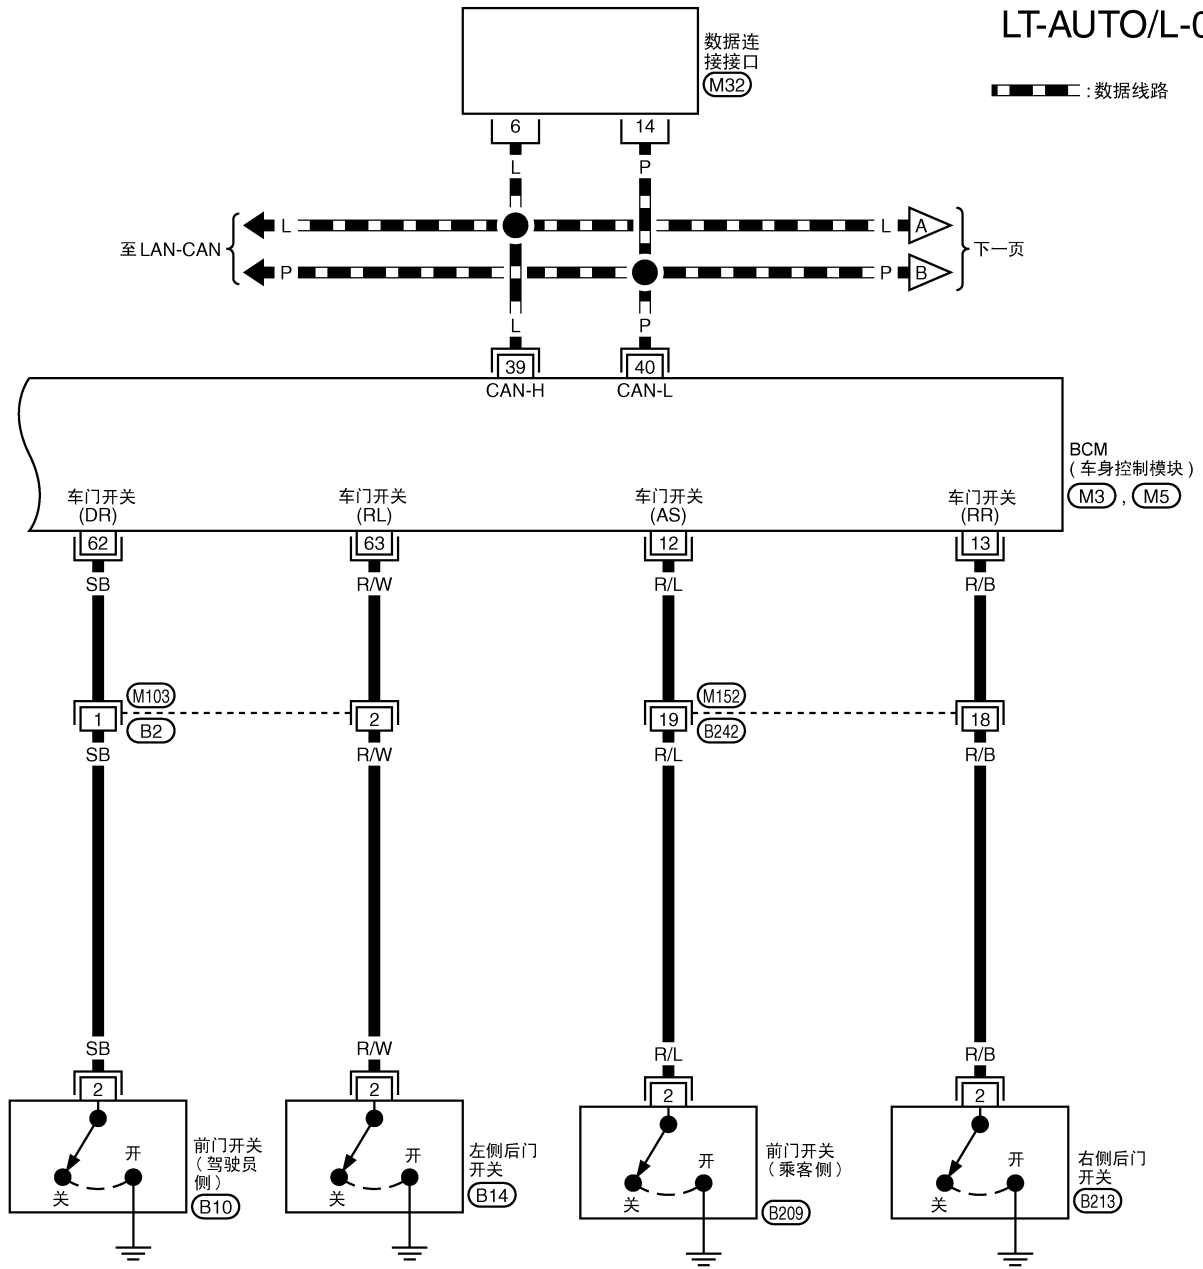 LT-AUTO/L-0
数据连
接接口
M32
:数据线路
6
14
L
P
至 LAN-CAN
L
L
A
下一页
P
P
B
L
P
39
40
CAN-H
CAN-L
BCM
(车身控制模块)
M3 , M5
车门开关
(DR)
车门开关
(RL)
车门开关
(AS)
车门开关
(RR)
62
63
12
13
SB
R/W
R/L
R/B
M103
M152
1
2
19
18
B2
B242
SB
R/W
R/L
R/B
SB
R/W
R/L
R/B
2
2
2
2
开
关
前门开关
(驾驶员
侧)
B10
开
关
左侧后门
开关
B14
开
关
前门开关
(乘客侧)
B209
开
关
右侧后门
开关
B213